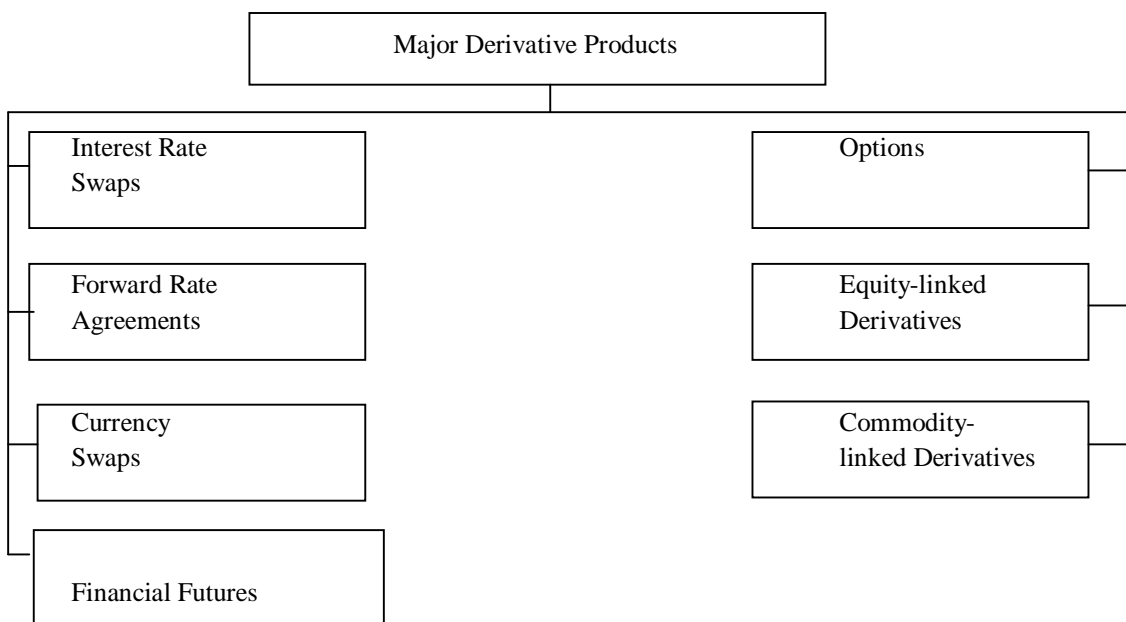 Major Derivative Products
Interest Rate
Swaps
Options
Forward Rate
Agreements
Equity-linked
Derivatives
Currency
Swaps
Commodity-
linked Derivatives
Financial Futures